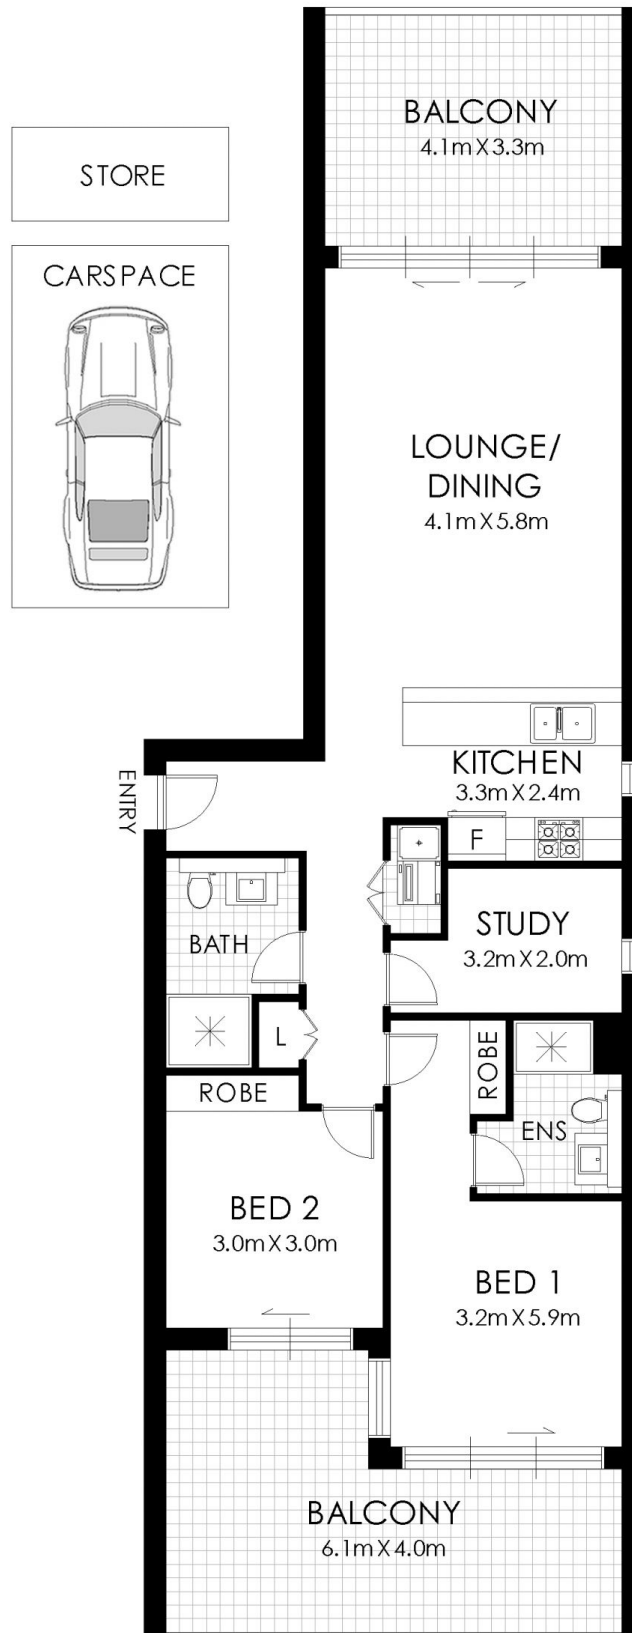 BALCONY
4.1m X 3.3m
STORE
CARSPACE
LOUNGE/
DINING
4.1m X 5.8m
KITCHEN
3.3m X 2.4m
ENTRY
F
STUDY
3.2m X 2.0m
BATH
L
ROBE
ROBE
ENS
BED 2
3.0m X 3.0m
BED 1
3.2m X 5.9m
BALCONY
6.1m X 4.0m